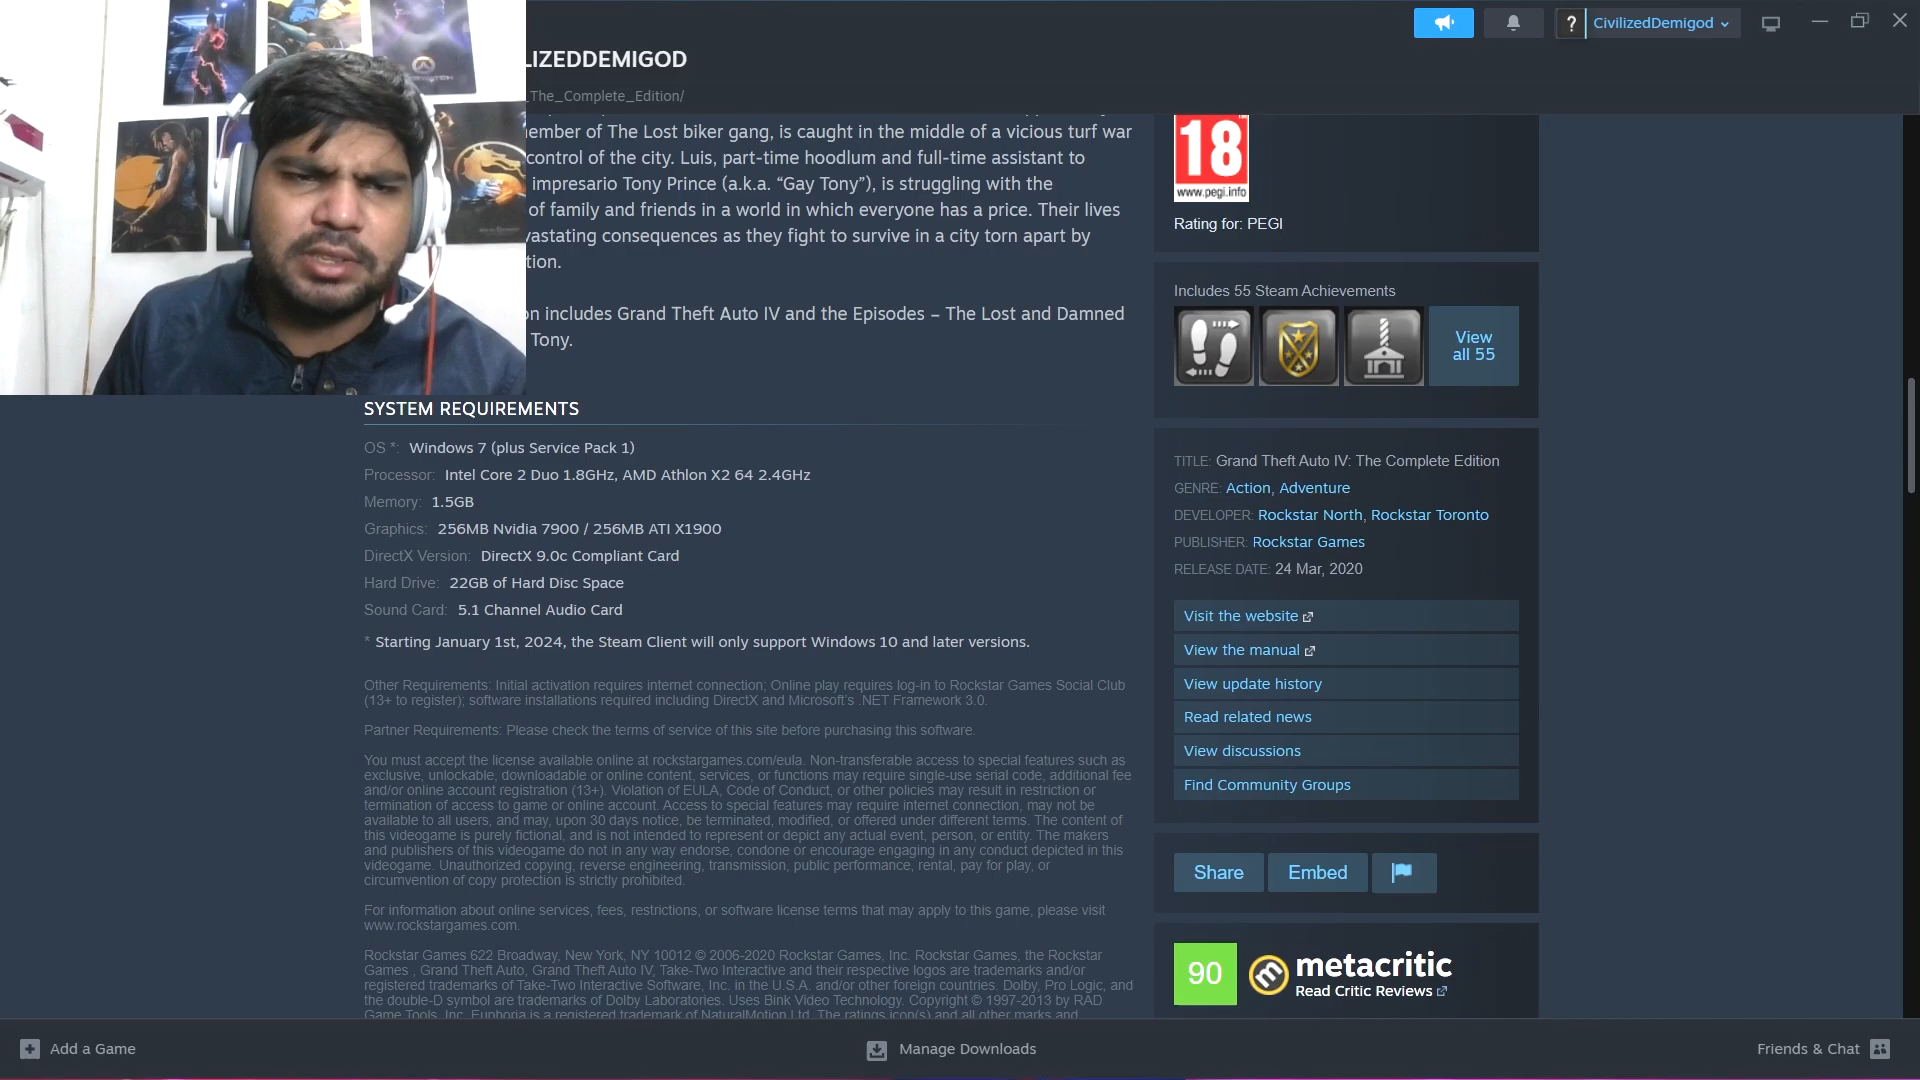 CivilizedDemigod
LIZEDDEMIGOD
_The_Complete_Edition/
ember of The Lost biker gang, is caught in the middle of a vicious turf war
control of the city. Luis, part-time hoodlum and full-time assistant to
impresario Tony Prince (a.k.a. “Gay Tony”), is struggling with the
of family and friends in a world in which everyone has a price. Their lives
vastating consequences as they fight to survive in a city torn apart by
tion.
on includes Grand Theft Auto IV and the Episodes – The Lost and Damned
Tony.
SYSTEM REQUIREMENTS
OS *: Windows 7 (plus Service Pack 1)
Processor: Intel Core 2 Duo 1.8GHz, AMD Athlon X2 64 2.4GHz
Memory: 1.5GB
Graphics: 256MB Nvidia 7900 / 256MB ATI X1900
DirectX Version: DirectX 9.0c Compliant Card
Hard Drive: 22GB of Hard Disc Space
Sound Card: 5.1 Channel Audio Card
* Starting January 1st, 2024, the Steam Client will only support Windows 10 and later versions.
Other Requirements: Initial activation requires internet connection; Online play requires log-in to Rockstar Games Social Club
(13+ to register); software installations required including DirectX and Microsoft’s .NET Framework 3.0.
Partner Requirements: Please check the terms of service of this site before purchasing this software.
You must accept the license available online at rockstargames.com/eula. Non-transferable access to special features such as
exclusive, unlockable, downloadable or online content, services, or functions may require single-use serial code, additional fee
and/or online account registration (13+). Violation of EULA, Code of Conduct, or other policies may result in restriction or
termination of access to game or online account. Access to special features may require internet connection, may not be
available to all users, and may, upon 30 days notice, be terminated, modified, or offered under different terms. The content of
this videogame is purely fictional, and is not intended to represent or depict any actual event, person, or entity. The makers
and publishers of this videogame do not in any way endorse, condone or encourage engaging in any conduct depicted in this
videogame. Unauthorized copying, reverse engineering, transmission, public performance, rental, pay for play, or
circumvention of copy protection is strictly prohibited.
For information about online services, fees, restrictions, or software license terms that may apply to this game, please visit
www.rockstargames.com.
Rockstar Games 622 Broadway, New York, NY 10012 © 2006-2020 Rockstar Games, Inc. Rockstar Games, the Rockstar
Games , Grand Theft Auto, Grand Theft Auto IV, Take-Two Interactive and their respective logos are trademarks and/or
registered trademarks of Take-Two Interactive Software, Inc. in the U.S.A. and/or other foreign countries. Dolby, Pro Logic, and
the double-D symbol are trademarks of Dolby Laboratories. Uses Bink Video Technology. Copyright © 1997-2013 by RAD
Game Tools, Inc. Euphoria is a registered trademark of NaturalMotion Ltd. The ratings icon(s) and all other marks and
18
www.pegi.info
Rating for: PEGI
Includes 55 Steam Achievements
View
all 55
TITLE: Grand Theft Auto IV: The Complete Edition
GENRE: Action, Adventure
DEVELOPER: Rockstar North, Rockstar Toronto
PUBLISHER: Rockstar Games
RELEASE DATE: 24 Mar, 2020
Visit the website
View the manual
View update history
Read related news
View discussions
Find Community Groups
Share
Embed
90
metacritic
Read Critic Reviews
Add a Game
Manage Downloads
Friends & Chat